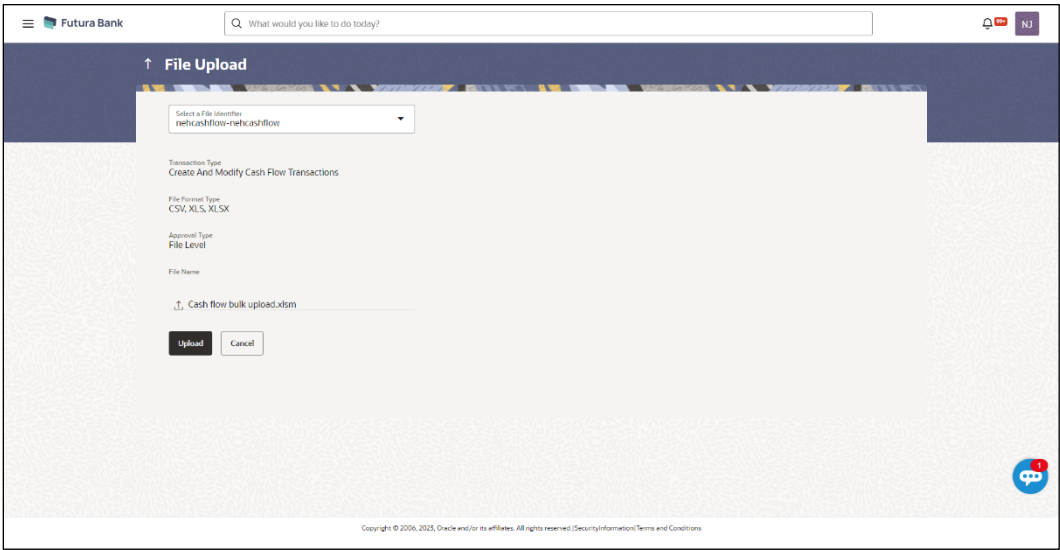 Futura Bank
What would you like to do today?
99+
NJ
↑ File Upload
Select a File Identifier
nehcashflow-nehcashflow
Transaction Type
Create And Modify Cash Flow Transactions
File Format Type
CSV, XLS, XLSX
Approval Type
File Level
File Name
Cash flow bulk upload.xlsm
Upload Cancel
1
Copyright © 2006, 2025, Oracle and/or its affiliates. All rights reserved.|SecurityInformation|Terms and Conditions